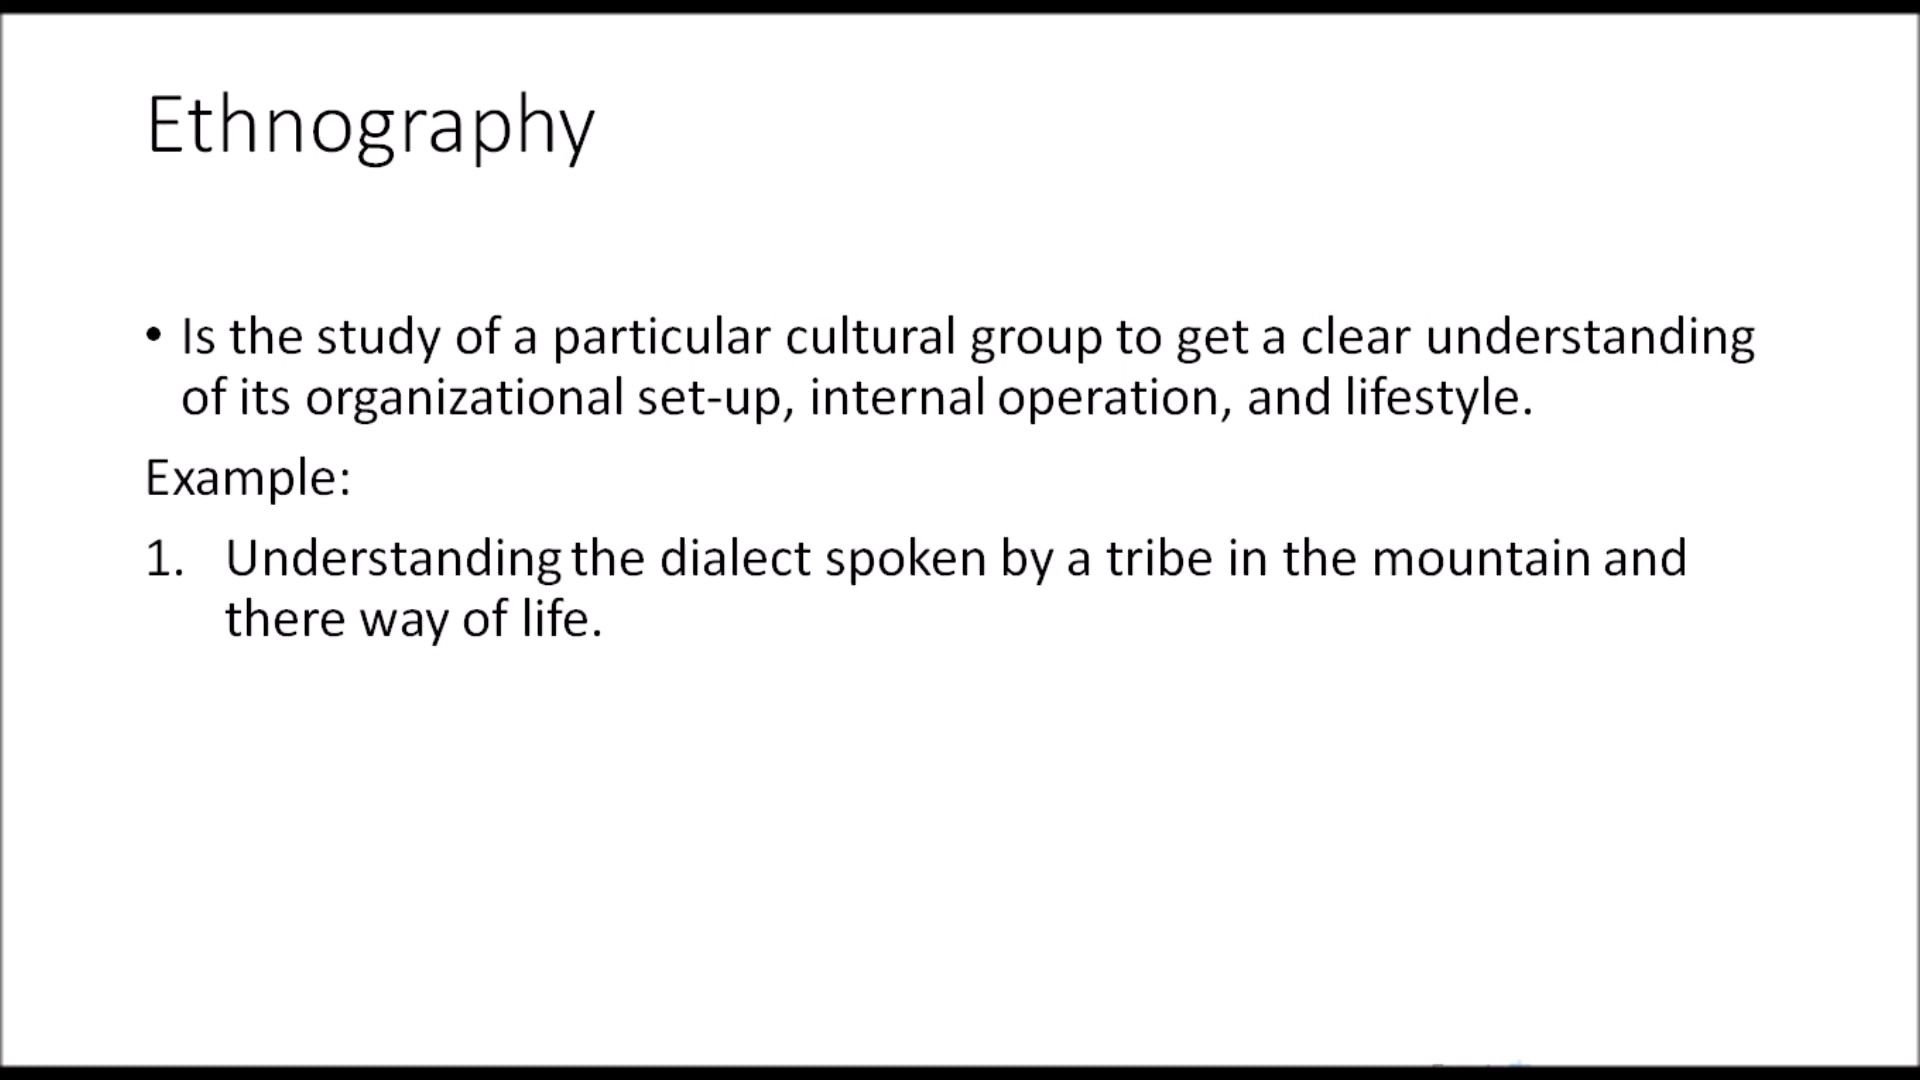 Ethnography
• Is the study of a particular cultural group to get a clear understanding
of its organizational set-up, internal operation, and lifestyle.
Example:
1. Understanding the dialect spoken by a tribe in the mountain and
there way of life.